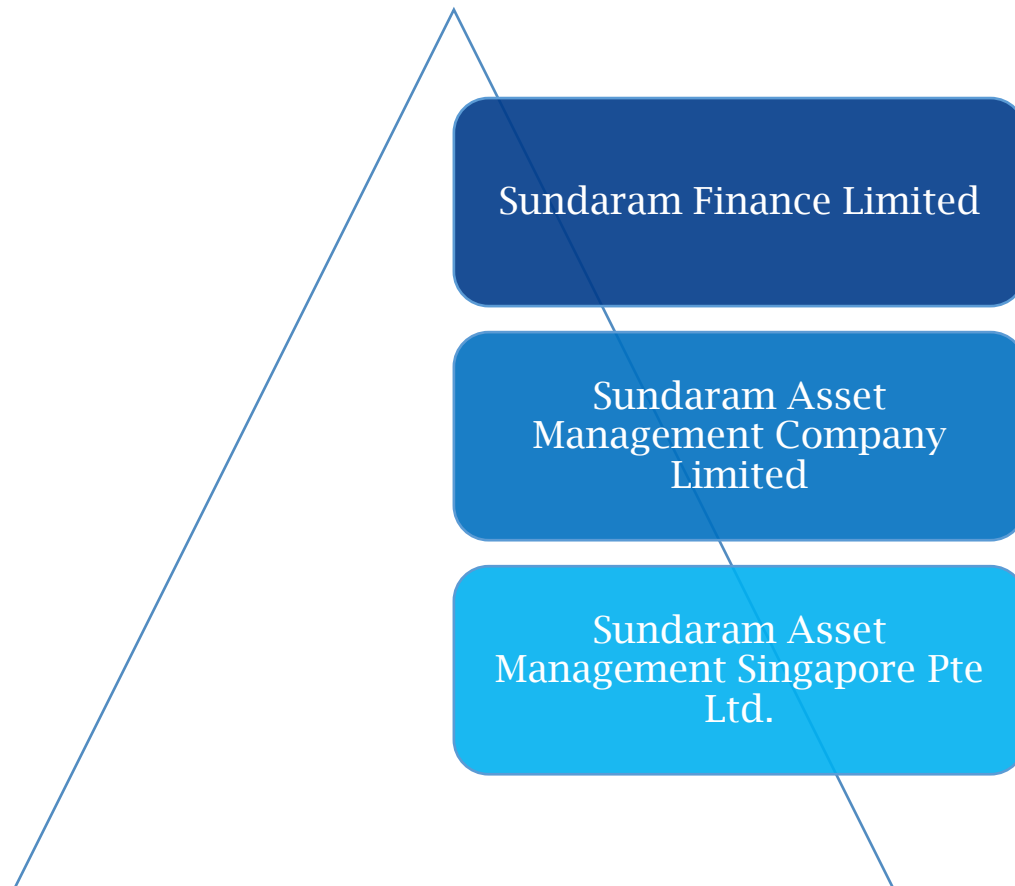 Sundaram Finance Limited
Sundaram Asset
Management Company
Limited
Sundaram Asset
Management Singapore Pte
Ltd.